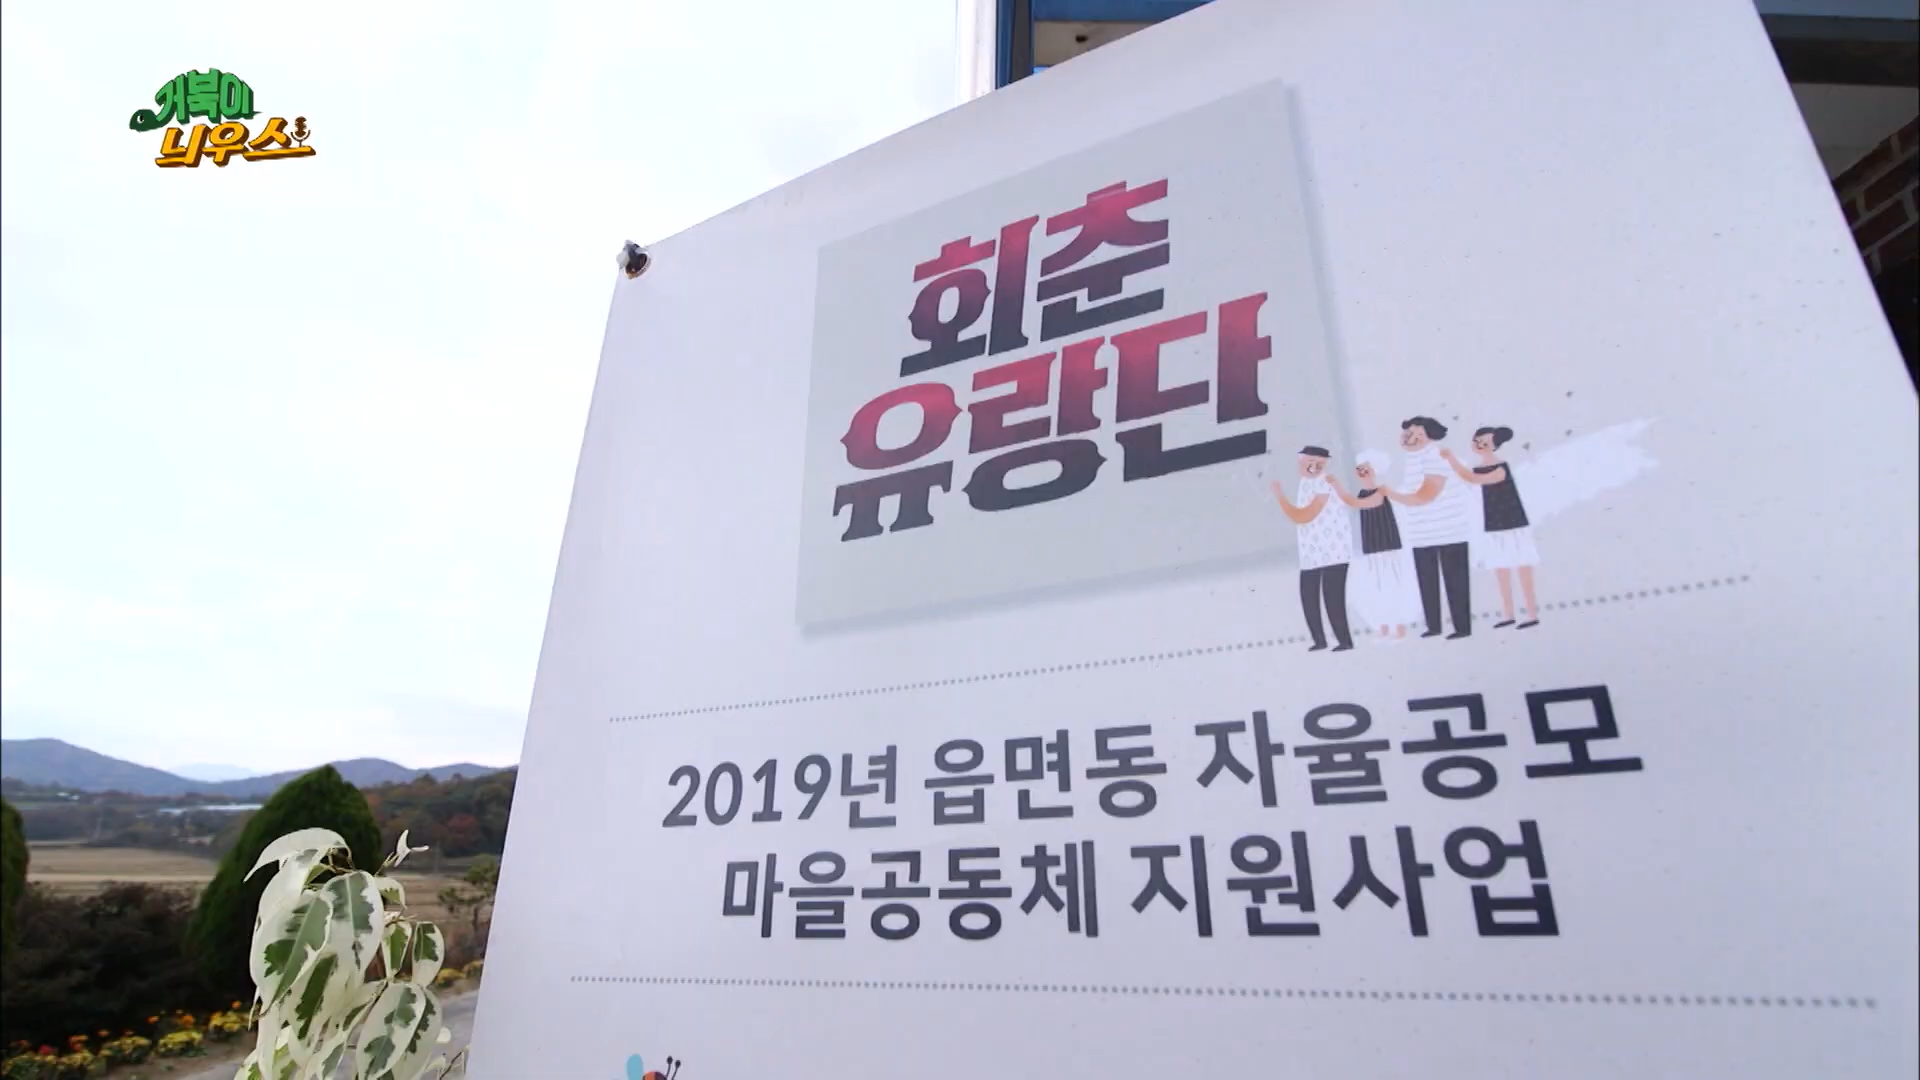 거북이
늬우스
회춘
유랑단
2019년 읍면동 자율공모
마을공동체 지원사업